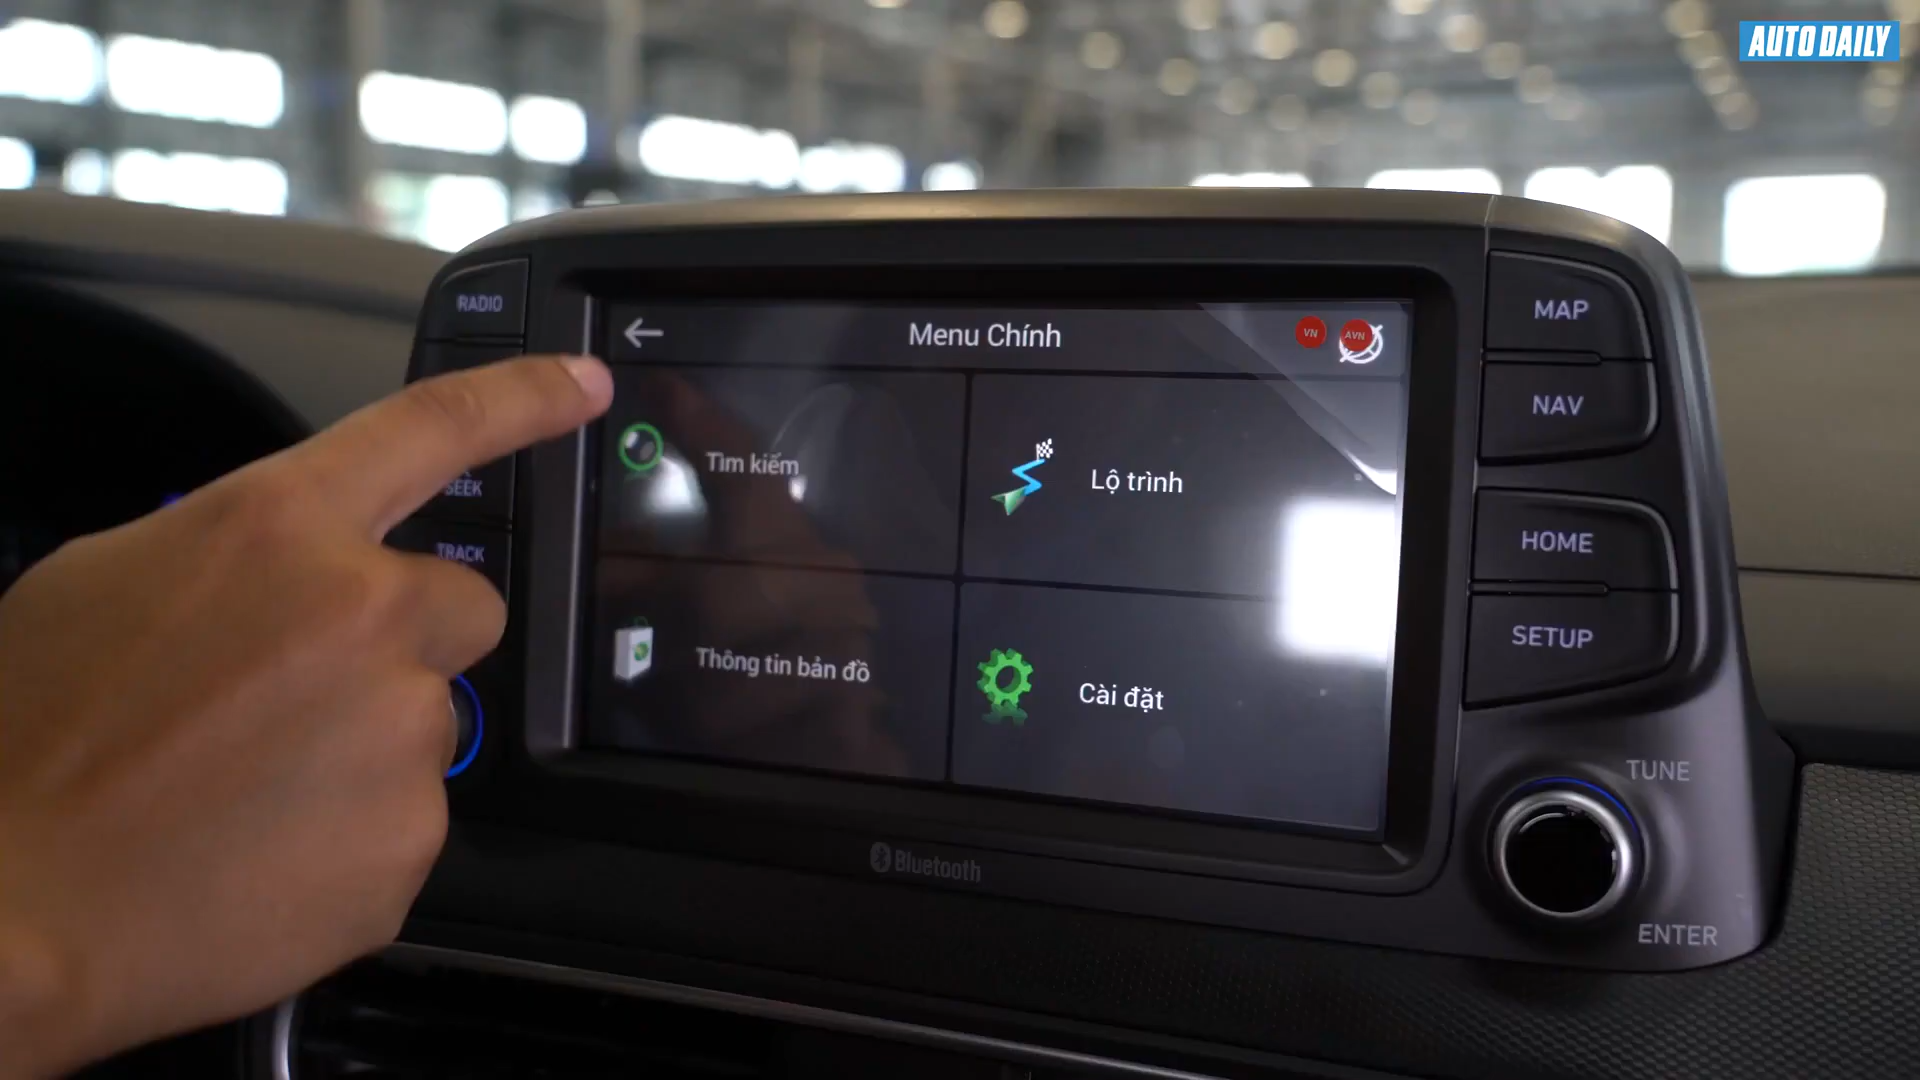 AUTO DAILY
RADIO
SEEK
TRACK
Menu Chính
VN
AVN
Tìm kiếm
Lộ trình
Thông tin bản đồ
Cài đặt
Bluetooth
MAP
NAV
HOME
SETUP
TUNE
ENTER